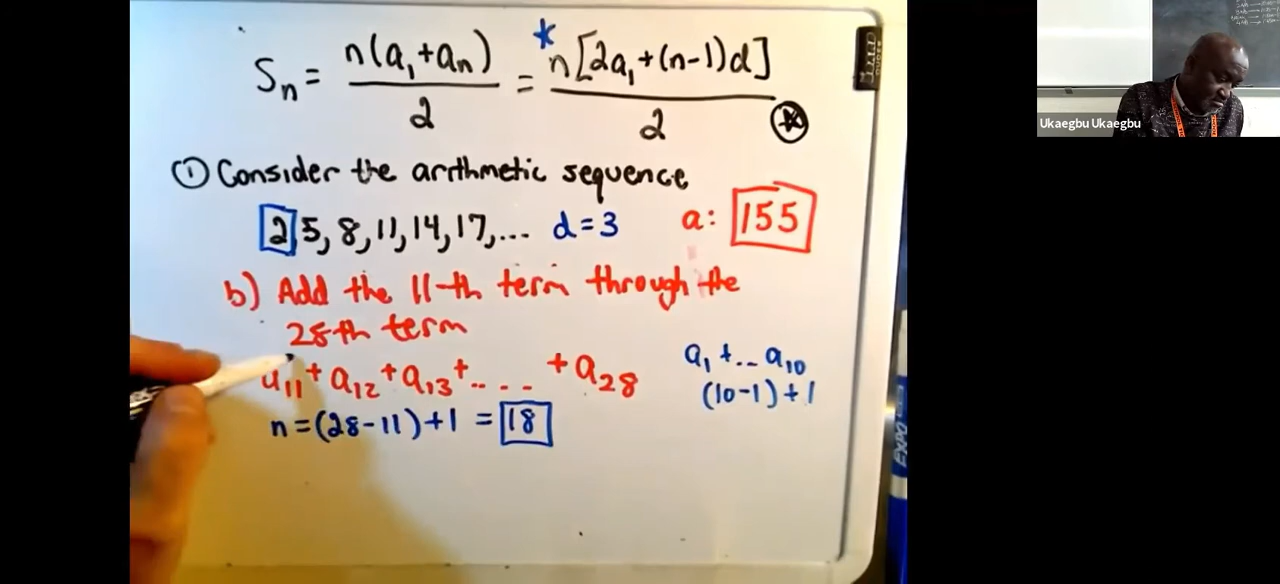 Sn = n(a₁+aₙ) / 2 = * n[2a₁+(n-1)d] / 2 *
① Consider the arithmetic sequence
2 5, 8, 11, 14, 17, ... d=3 a: 155
b) Add the 11-th term through the
28th term
a₁₁ + a₁₂ + a₁₃ + .... + a₂₈
a₁ +... a₁₀
(10-1)+1
n=(28-11)+1 = 18
EXPO
Ukaegbu Ukaegbu